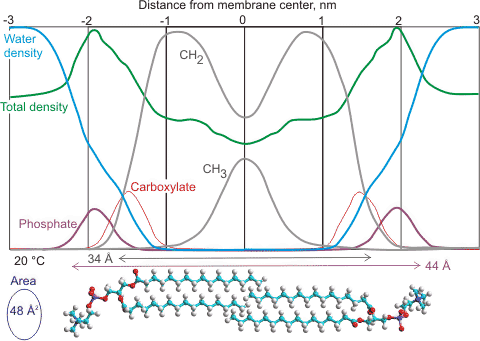 Distance from membrane center, nm
-3 -2 -1 0 1 2 3
Water
density
CH2
Total density
CH3
Carboxylate
Phosphate
20 °C
34 Å
44 Å
Area
48 Å2